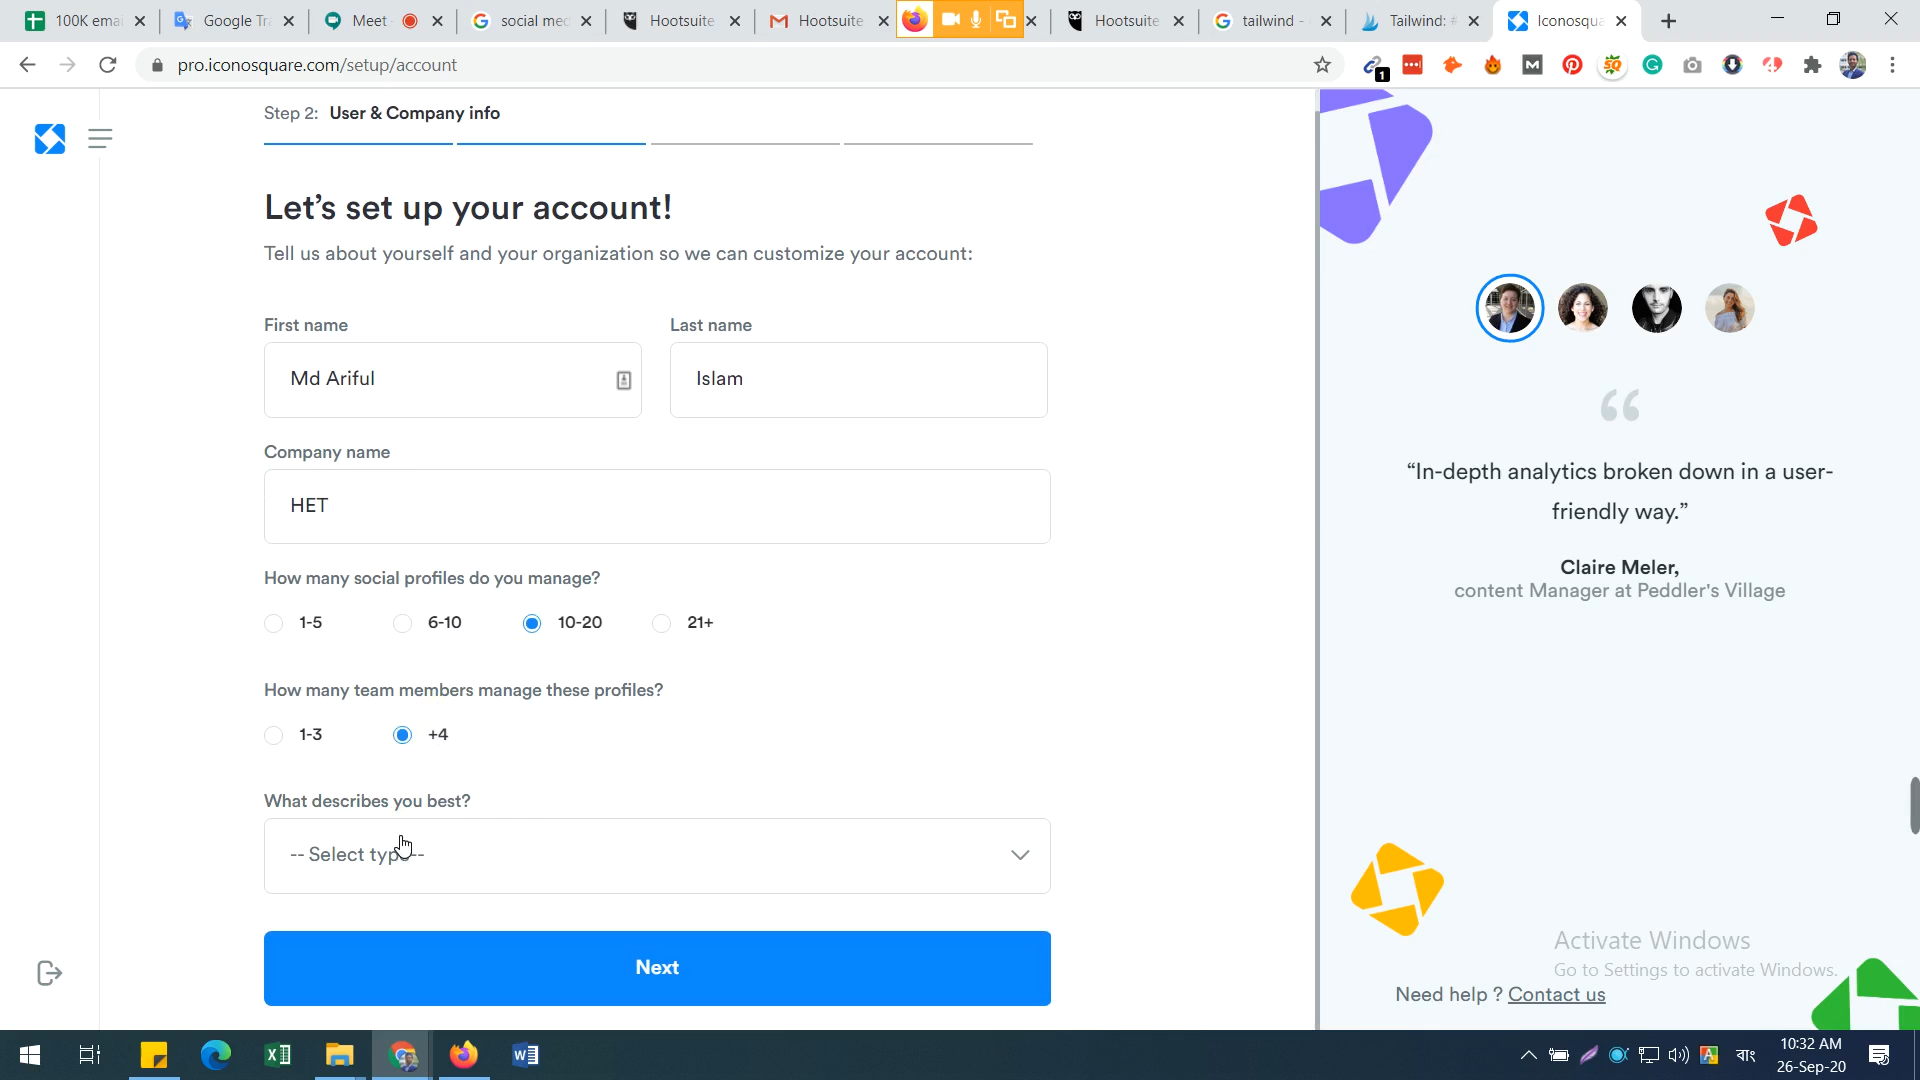 100K emai
Google Tra
Meet
social med
Hootsuite
Hootsuite
Hootsuite
tailwind -
Tailwind: #
Iconosqua
pro.iconosquare.com/setup/account
1
Step 2: User & Company info
Let's set up your account!
Tell us about yourself and your organization so we can customize your account:
First name
Last name
Md Ariful
Islam
Company name
HET
How many social profiles do you manage?
1-5
6-10
10-20
21+
How many team members manage these profiles?
1-3
+4
What describes you best?
-- Select type --
Next
“In-depth analytics broken down in a user-
friendly way.”
Claire Meler,
content Manager at Peddler's Village
Activate Windows
Go to Settings to activate Windows.
Need help ? Contact us
বাং
10:32 AM
26-Sep-20